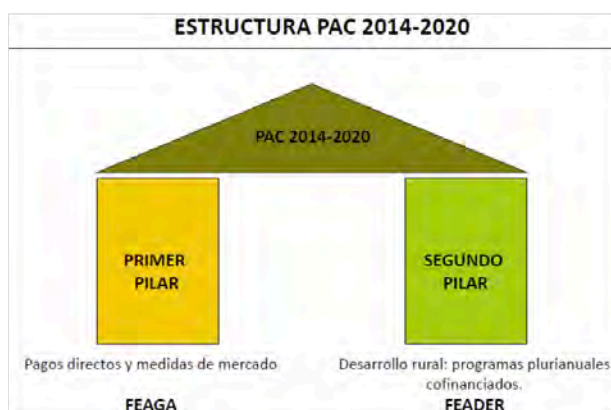 ESTRUCTURA PAC 2014-2020
PAC 2014-2020
PRIMER
PILAR
SEGUNDO
PILAR
Pagos directos y medidas de mercado
Desarrollo rural: programas plurianuales
cofinanciados.
FEAGA
FEADER